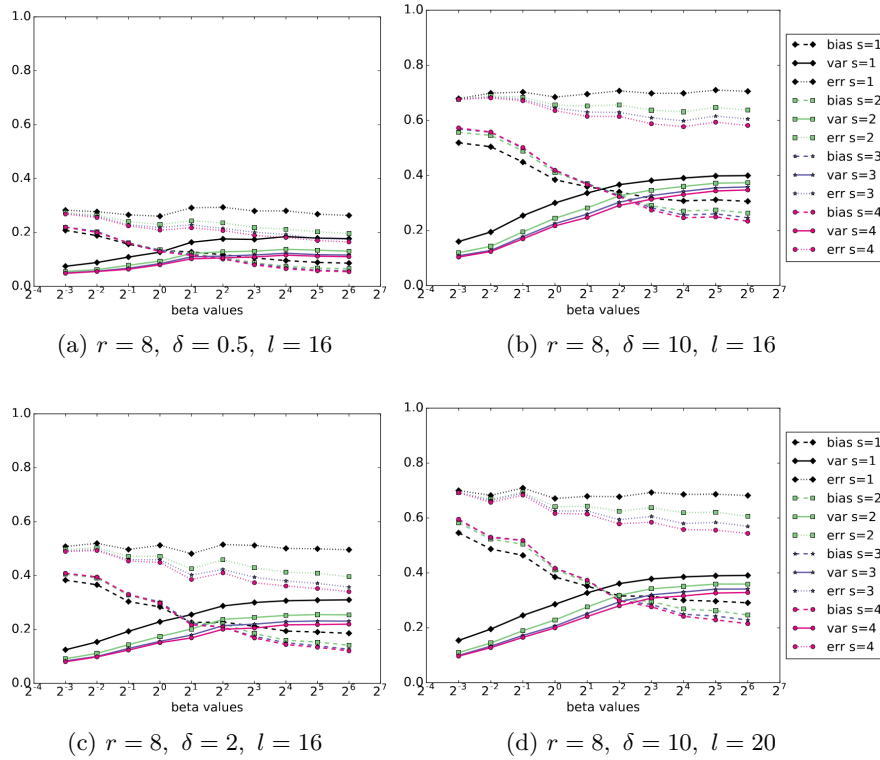 1.0
0.8
0.6
0.4
0.2
0.0
2^-4 2^-3 2^-2 2^-1 2^0 2^1 2^2 2^3 2^4 2^5 2^6 2^7
beta values
(a) r = 8, δ = 0.5, l = 16
1.0
0.8
0.6
0.4
0.2
0.0
2^-4 2^-3 2^-2 2^-1 2^0 2^1 2^2 2^3 2^4 2^5 2^6 2^7
beta values
(b) r = 8, δ = 10, l = 16
bias s=1
var s=1
err s=1
bias s=2
var s=2
err s=2
bias s=3
var s=3
err s=3
bias s=4
var s=4
err s=4
1.0
0.8
0.6
0.4
0.2
0.0
2^-4 2^-3 2^-2 2^-1 2^0 2^1 2^2 2^3 2^4 2^5 2^6 2^7
beta values
(c) r = 8, δ = 2, l = 16
1.0
0.8
0.6
0.4
0.2
0.0
2^-4 2^-3 2^-2 2^-1 2^0 2^1 2^2 2^3 2^4 2^5 2^6 2^7
beta values
(d) r = 8, δ = 10, l = 20
bias s=1
var s=1
err s=1
bias s=2
var s=2
err s=2
bias s=3
var s=3
err s=3
bias s=4
var s=4
err s=4